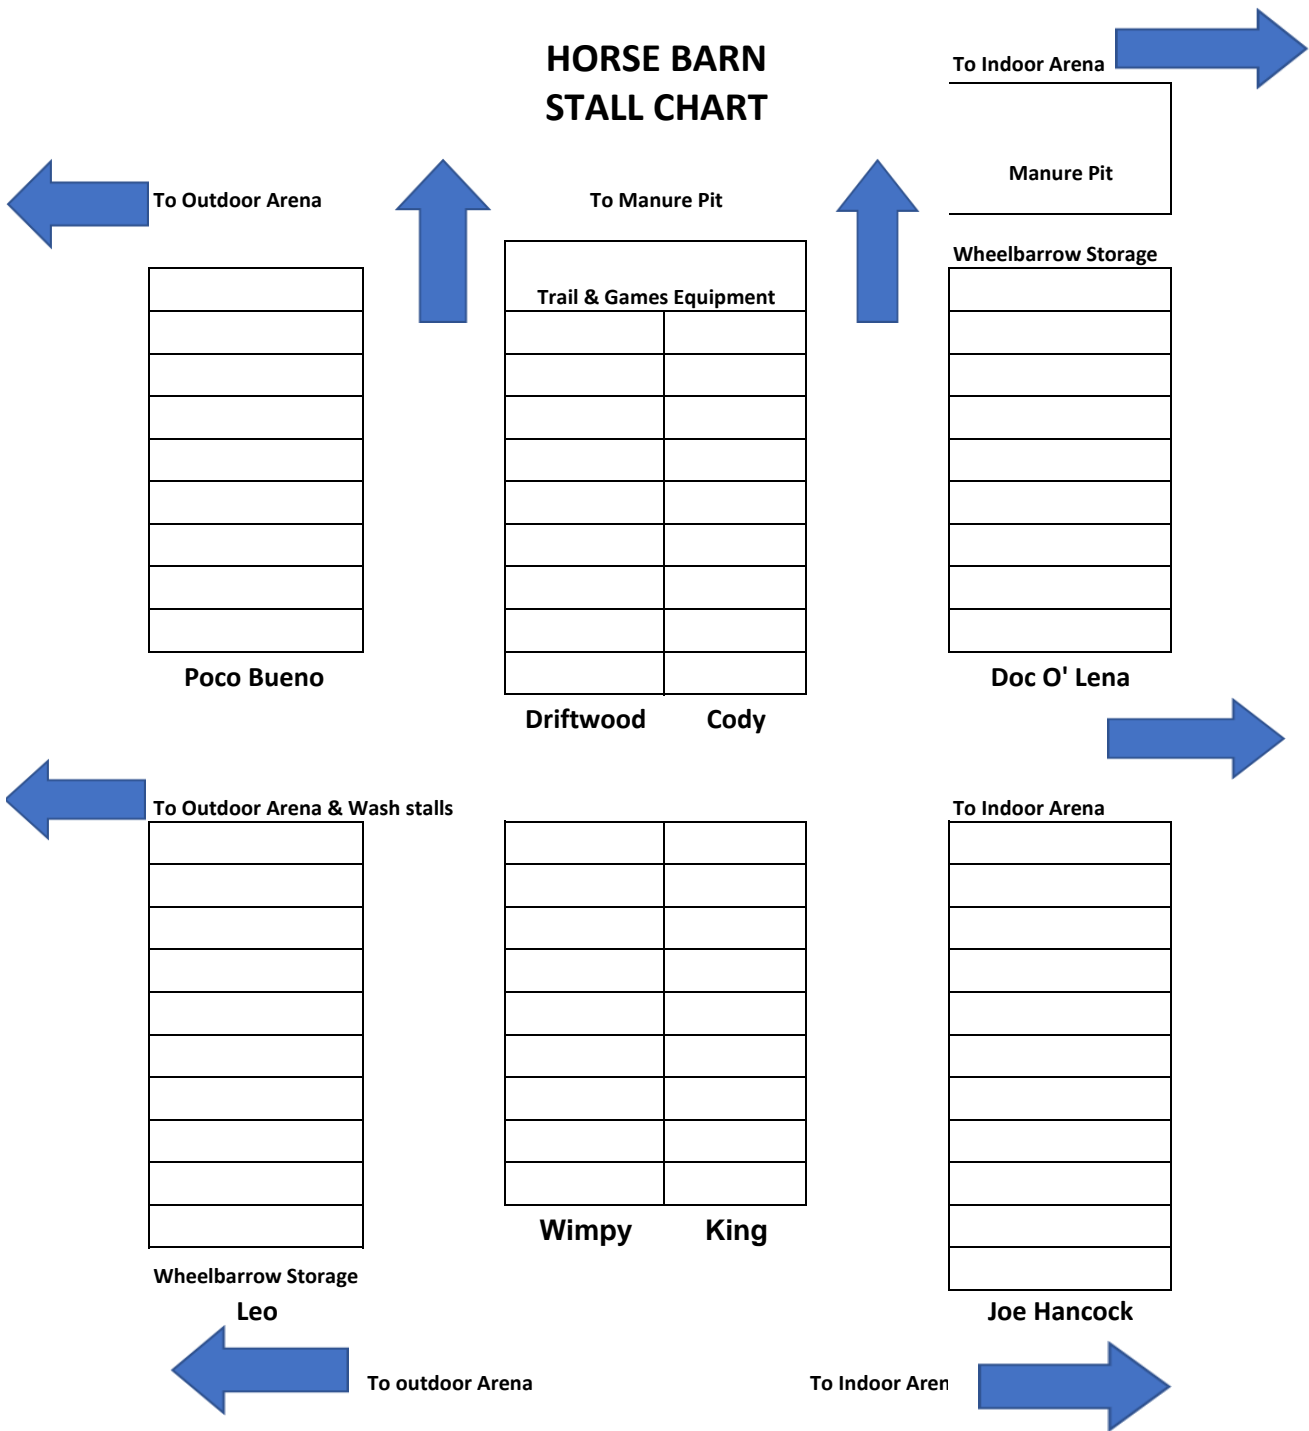 HORSE BARN
STALL CHART
To Indoor Arena
Manure Pit
To Outdoor Arena
To Manure Pit
Wheelbarrow Storage
Trail & Games Equipment
Poco Bueno
Doc O' Lena
Driftwood
Cody
To Outdoor Arena & Wash stalls
To Indoor Arena
Wimpy
King
Wheelbarrow Storage
Leo
Joe Hancock
To outdoor Arena
To Indoor Aren